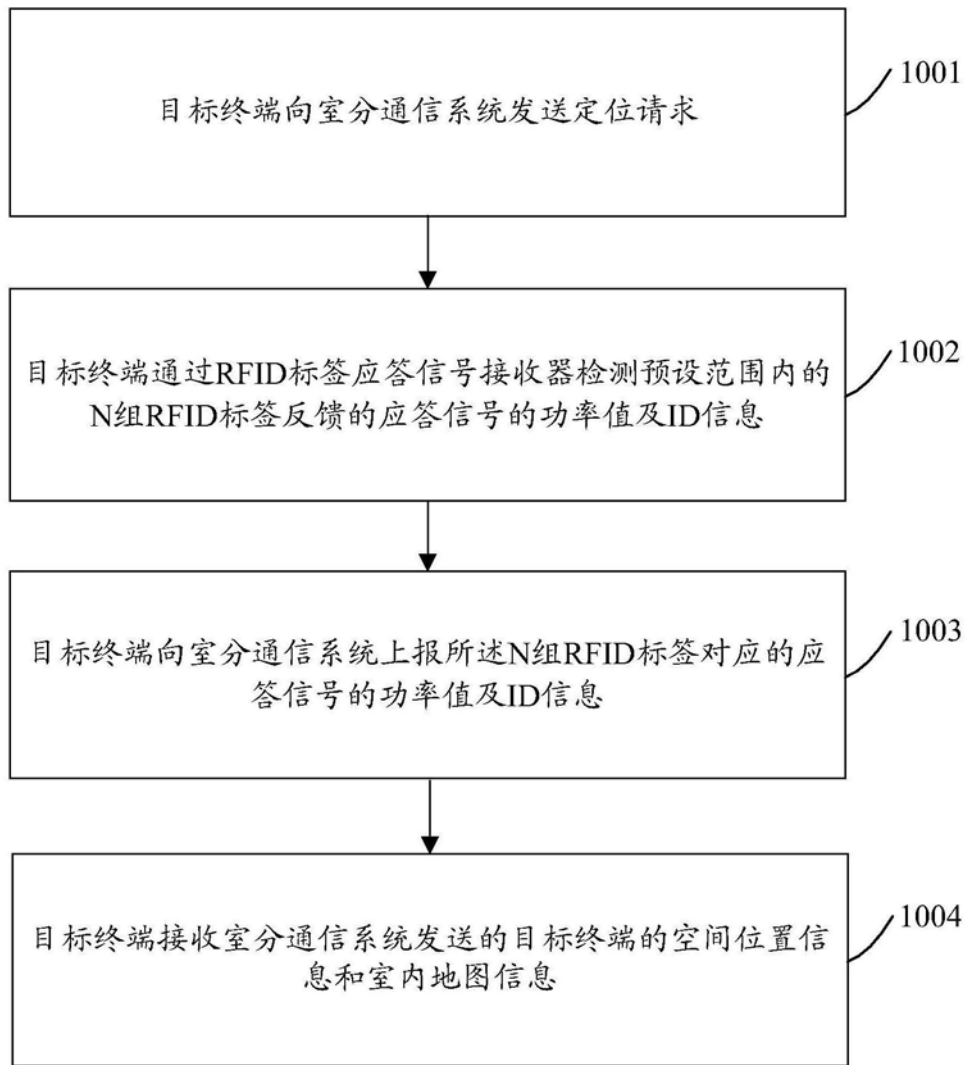 目标终端向室分通信系统发送定位请求
1001
目标终端通过RFID标签应答信号接收器检测预设范围内的
N组RFID标签反馈的应答信号的功率值及ID信息
1002
目标终端向室分通信系统上报所述N组RFID标签对应的应
答信号的功率值及ID信息
1003
目标终端接收室分通信系统发送的目标终端的空间位置信
息和室内地图信息
1004